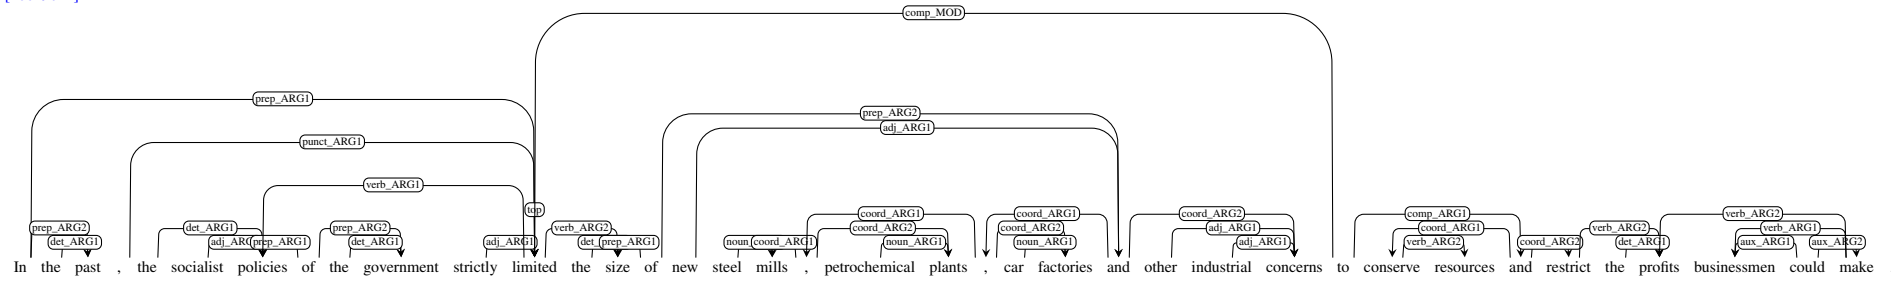 comp_MOD
prep_ARG1
prep_ARG2
adj_ARG1
punct_ARG1
verb_ARG1
top
coord_ARG1 coord_ARG1 coord_ARG2 comp_ARG1 verb_ARG2
prep_ARG2 det_ARG1 prep_ARG2 verb_ARG2 coord_ARG2 coord_ARG2 adj_ARG1 coord_ARG1 verb_ARG2 verb_ARG1
det_ARG1 prep_ARG1 det_ARG1 adj_ARG1 prep_ARG1 coord_ARG1 noun_ARG1 noun_ARG1 adj_ARG1 verb_ARG2 coord_ARG2 det_ARG1 aux_ARG1 aux_ARG2
In the past , the socialist policies of the government strictly limited the size of new steel mills , petrochemical plants , car factories and other industrial concerns to conserve resources and restrict the profits businessmen could make